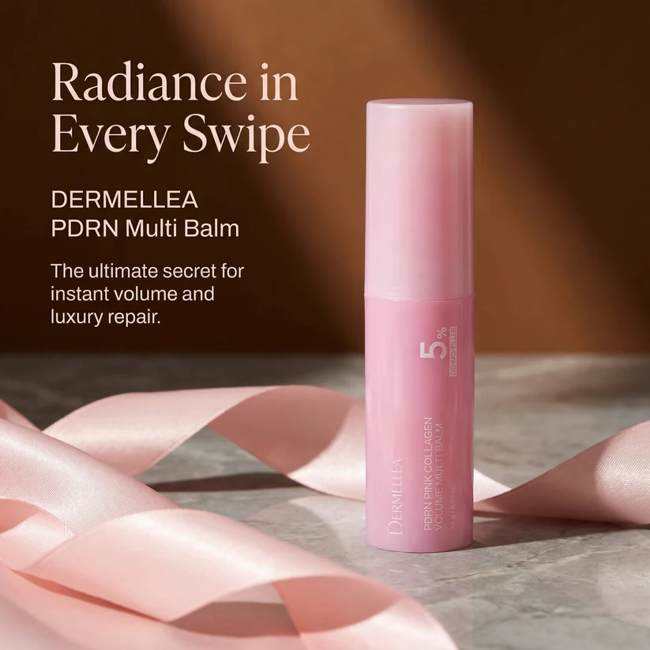 Radiance in
Every Swipe
DERMELLEA
PDRN Multi Balm
The ultimate secret for
instant volume and
luxury repair.
5%
DERMELLEA
PDRN PINK COLLAGEN
VOLUME MULTI BALM